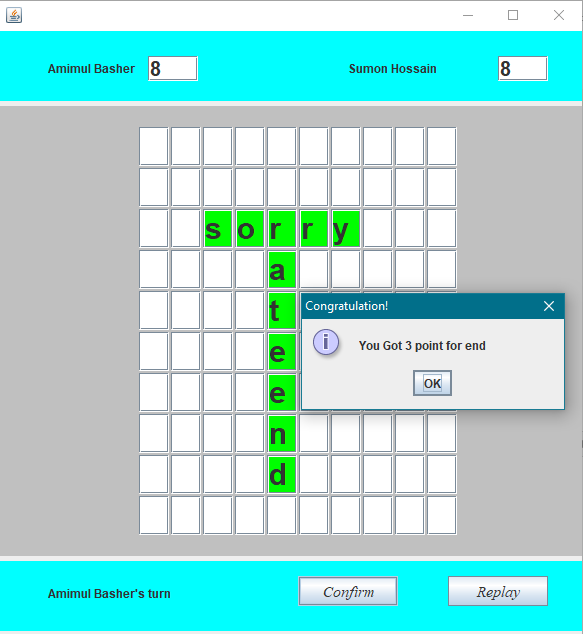 Amimul Basher 8 Sumon Hossain 8
s o r r y
a
t
e
e
n
d
Congratulation!
i
You Got 3 point for end
OK
Amimul Basher's turn Confirm Replay